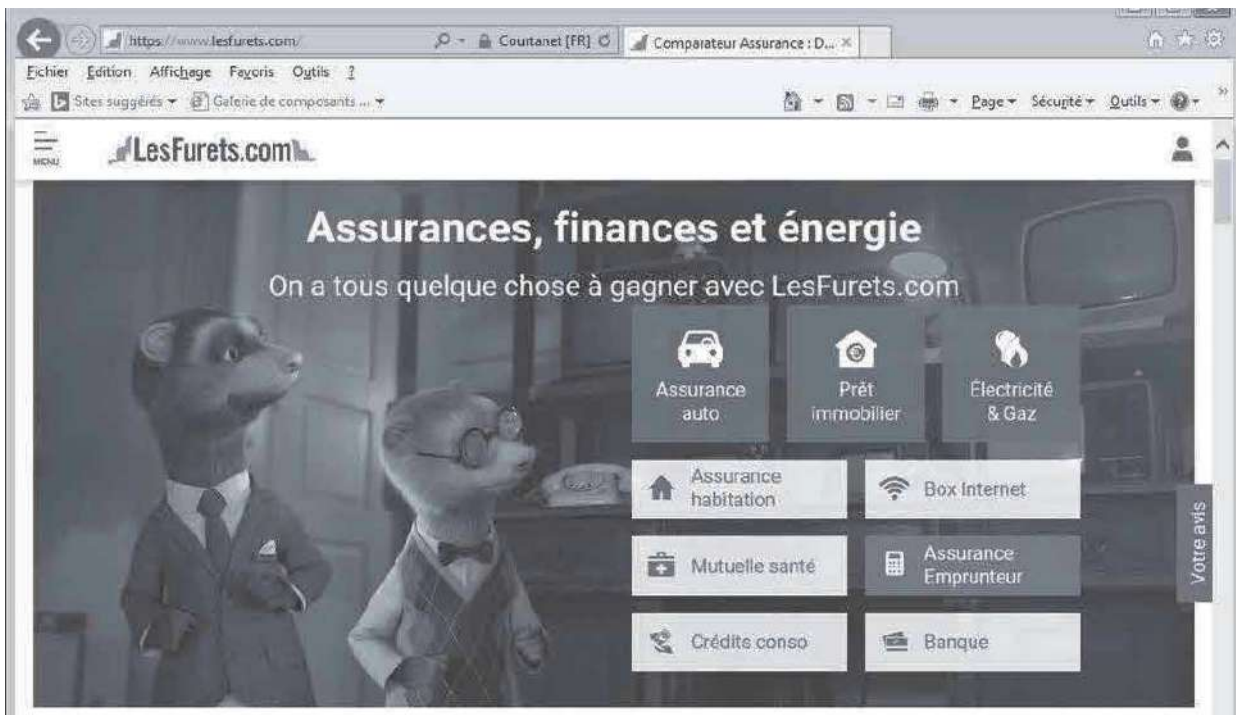 https://www.lesfurets.com/
Courtanet [FR]
Comparateur Assurance : D...
Fichier Edition Affichage Favoris Outils ?
Sites suggérés Galerie de composants ...
Page Sécurité Outils
MENU
LesFurets.com
Assurances, finances et énergie
On a tous quelque chose à gagner avec LesFurets.com
Assurance
auto
Prêt
immobilier
Électricité
& Gaz
Assurance
habitation
Box Internet
Mutuelle santé
Assurance
Emprunteur
Crédits conso
Banque
Votre avis